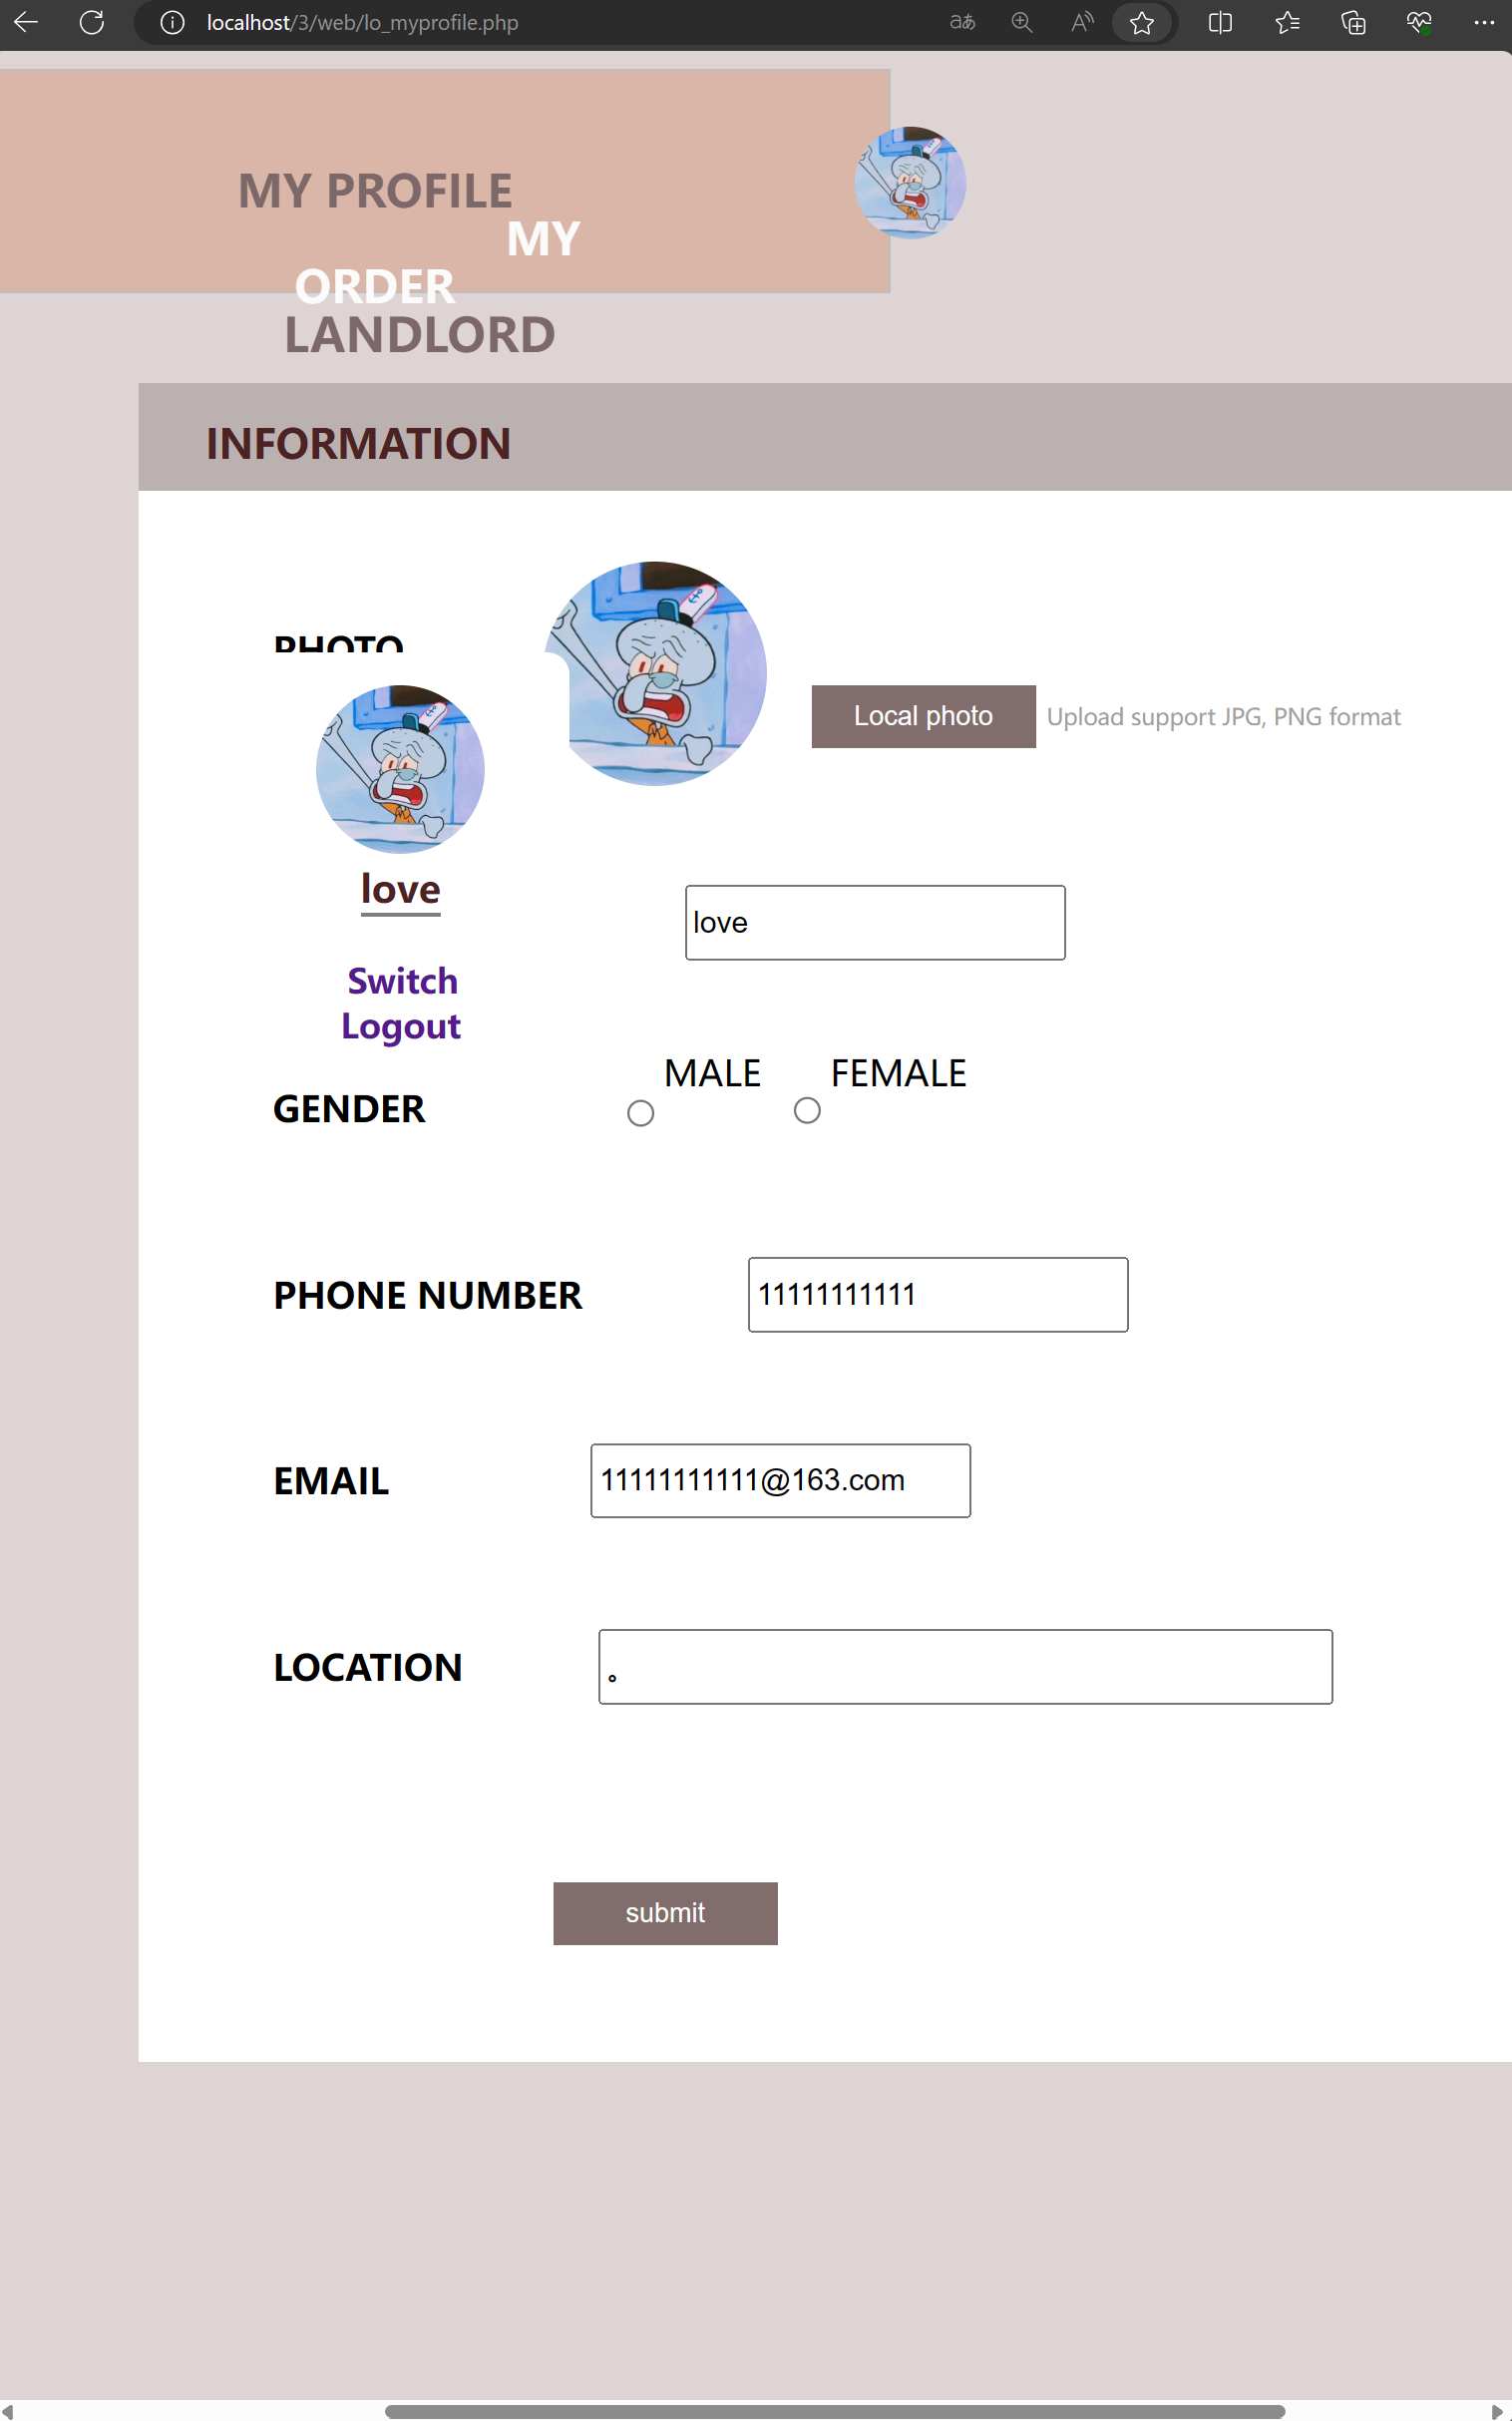 localhost/3/web/lo_myprofile.php
MY PROFILE
MY
ORDER
LANDLORD
INFORMATION
PHOTO
Local photo Upload support JPG, PNG format
love
love
Switch
Logout
GENDER MALE FEMALE
PHONE NUMBER 11111111111
EMAIL 11111111111@163.com
LOCATION 。
submit